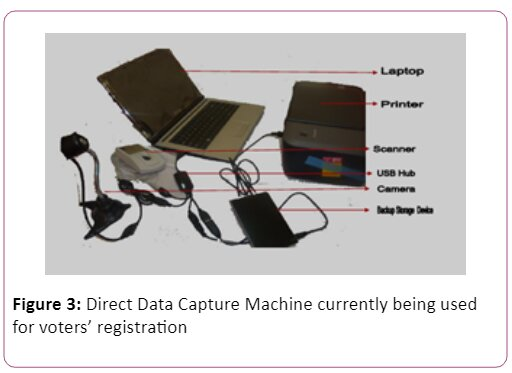 Laptop
Printer
Scanner
USB Hub
Camera
Backup Storage Device
Figure 3: Direct Data Capture Machine currently being used
for voters’ registration